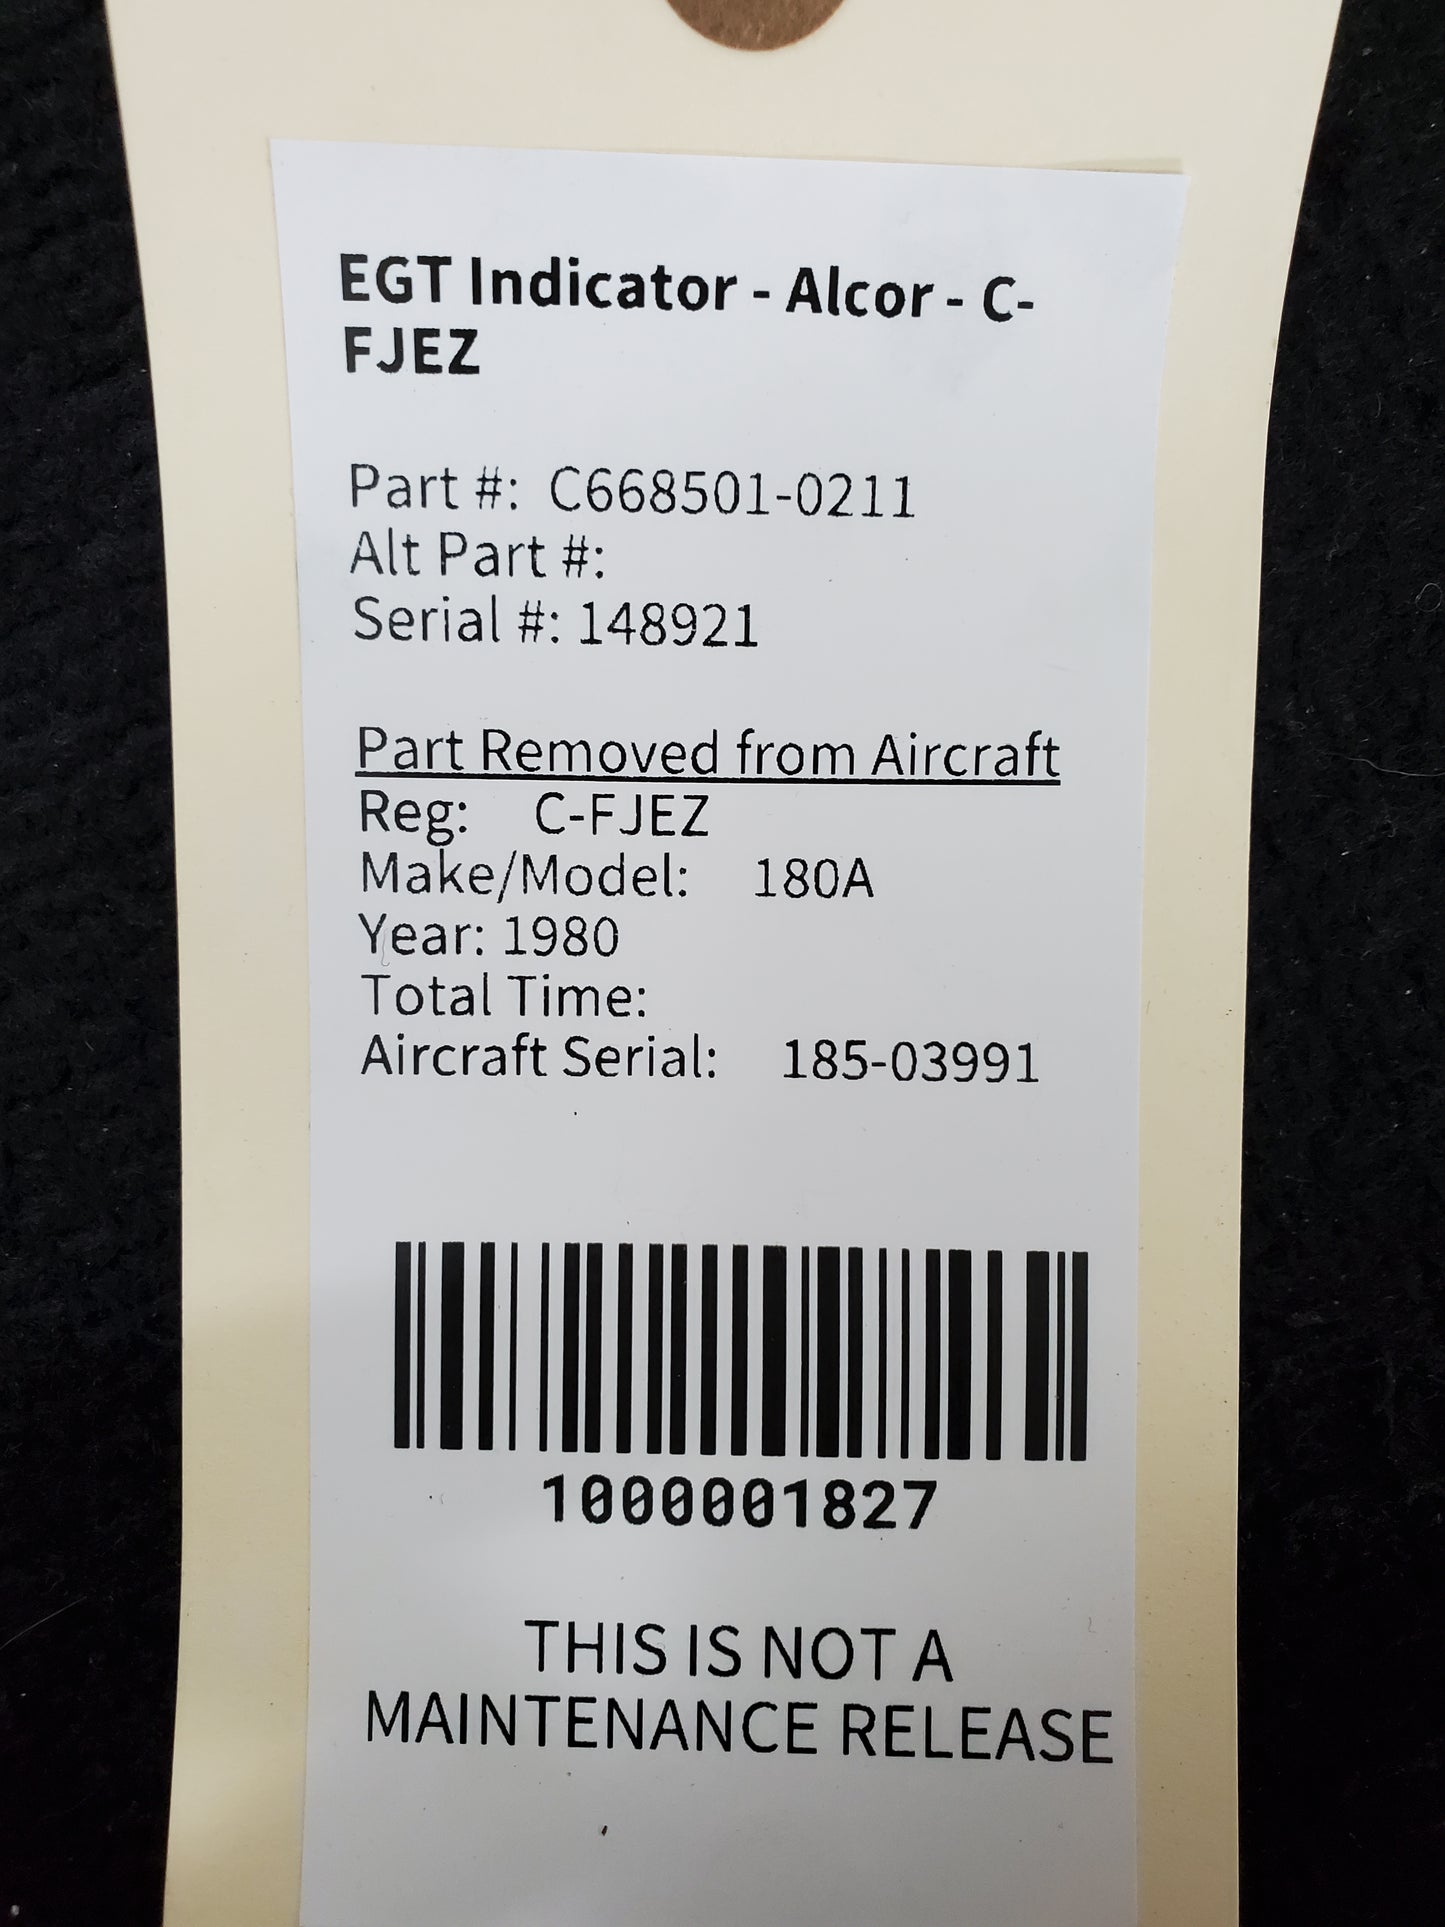 EGT Indicator - Alcor - C-
FJEZ
Part #: C668501-0211
Alt Part #:
Serial #: 148921
Part Removed from Aircraft
Reg: C-FJEZ
Make/Model: 180A
Year: 1980
Total Time:
Aircraft Serial: 185-03991
1000001827
THIS IS NOT A
MAINTENANCE RELEASE